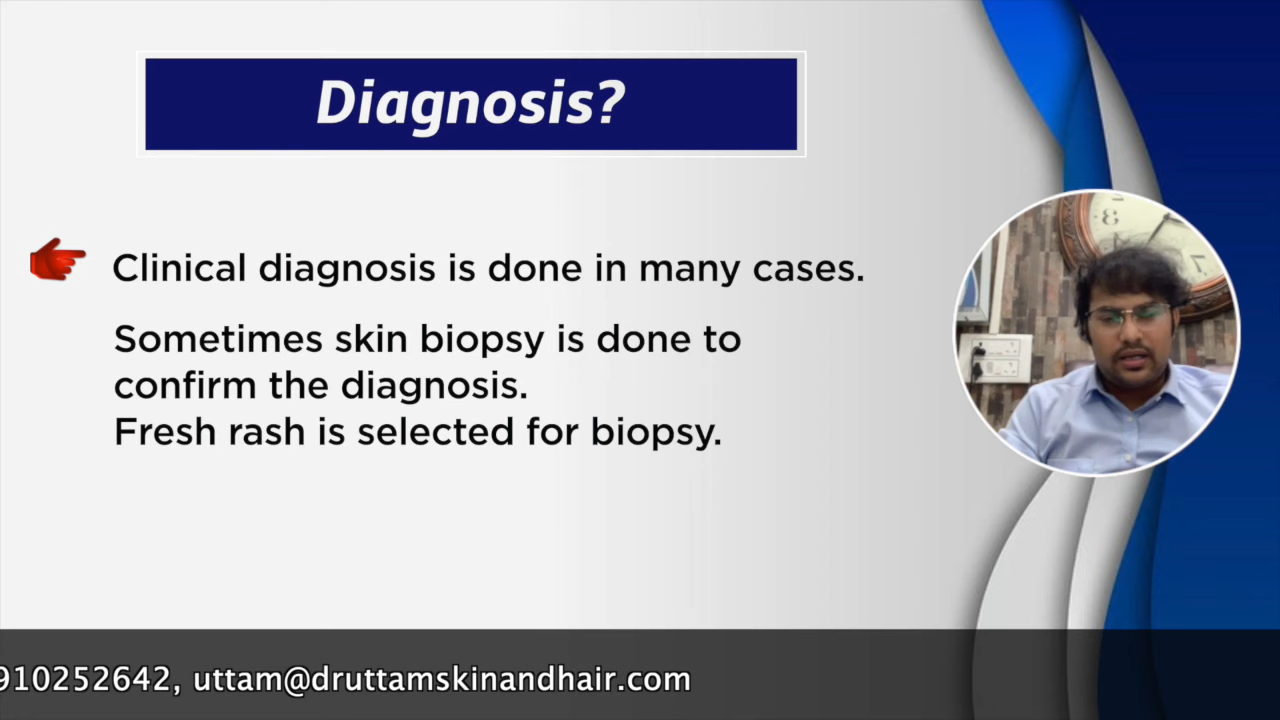 Diagnosis?
Clinical diagnosis is done in many cases.
Sometimes skin biopsy is done to
confirm the diagnosis.
Fresh rash is selected for biopsy.
910252642, uttam@druttamskinandhair.com